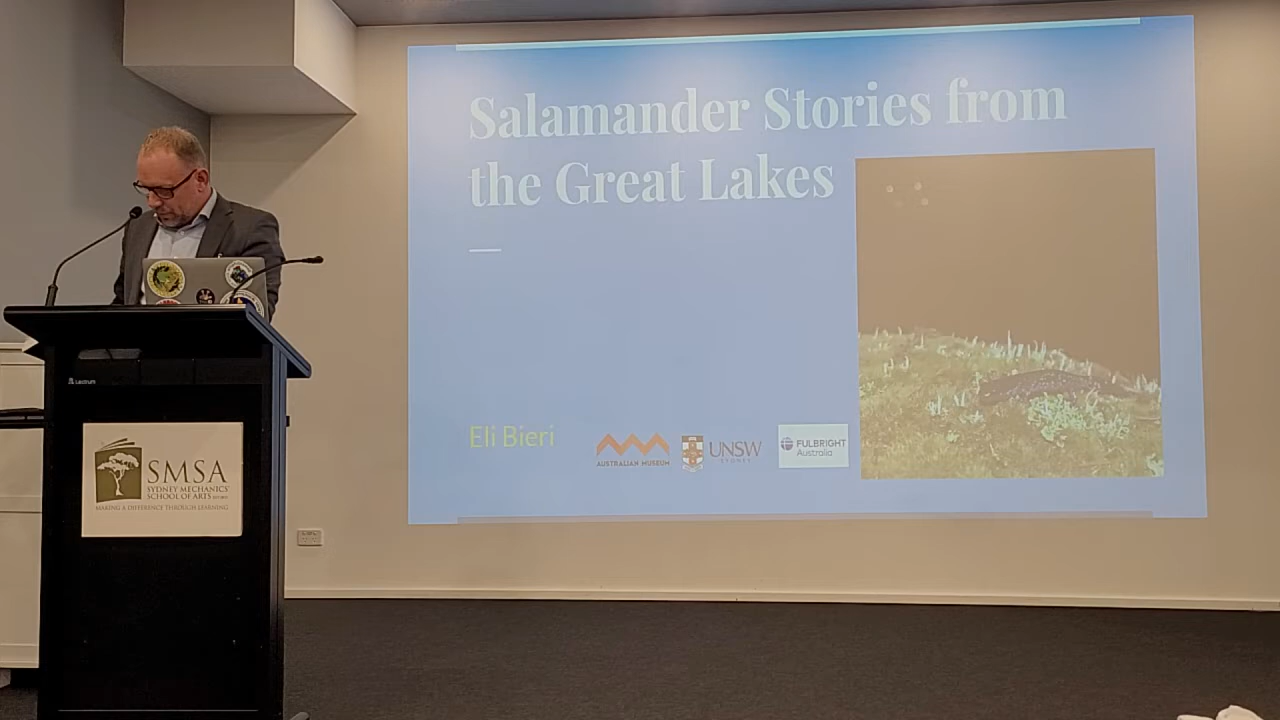 Salamander Stories from
the Great Lakes
Eli Bieri
AUSTRALIAN MUSEUM
UNSW
SYDNEY
FULBRIGHT
Australia
Lectrum
SMSA
SYDNEY MECHANICS'
SCHOOL OF ARTS
MAKING A DIFFERENCE THROUGH LEARNING